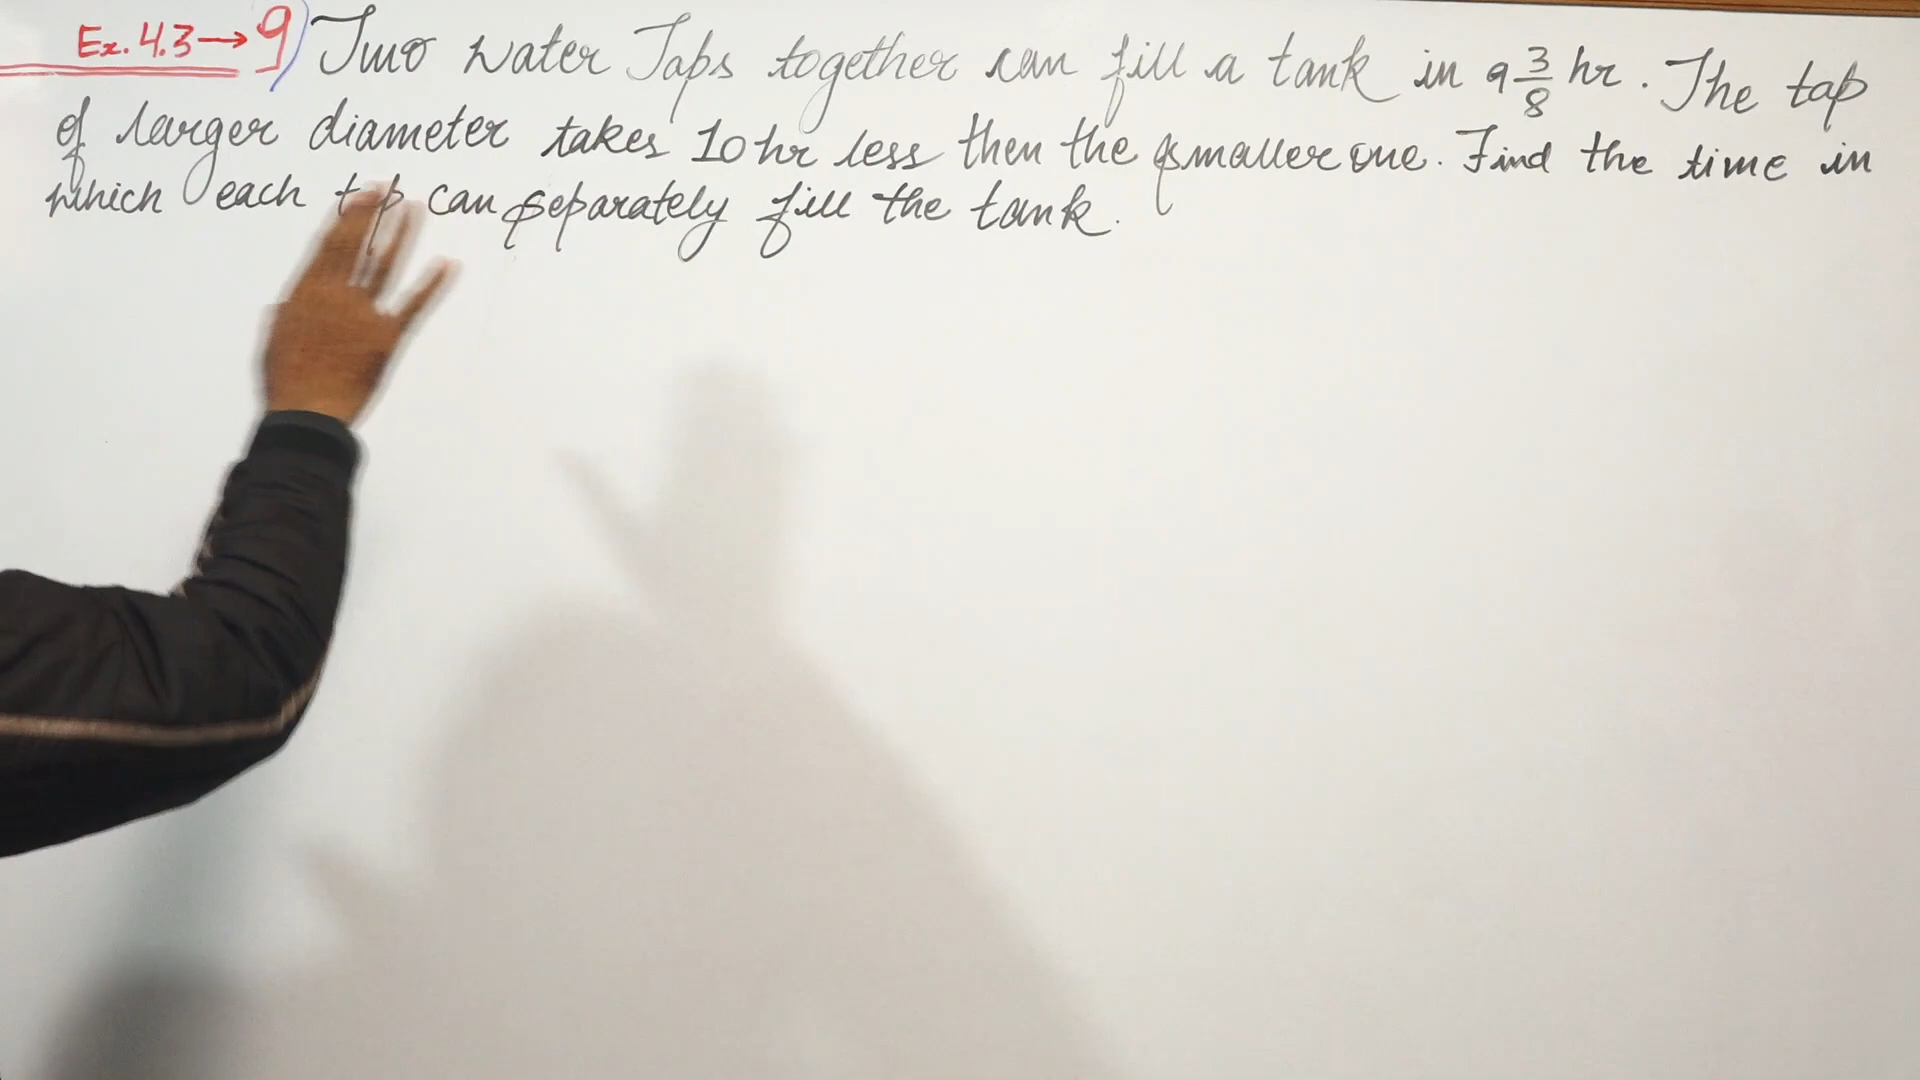 Ex. 4.3→9) Two Water Taps together can fill a tank in 9 3/8 hr. The tap
of larger diameter takes 10 hr less then the smaller one. Find the time in
which each tap can separately fill the tank.